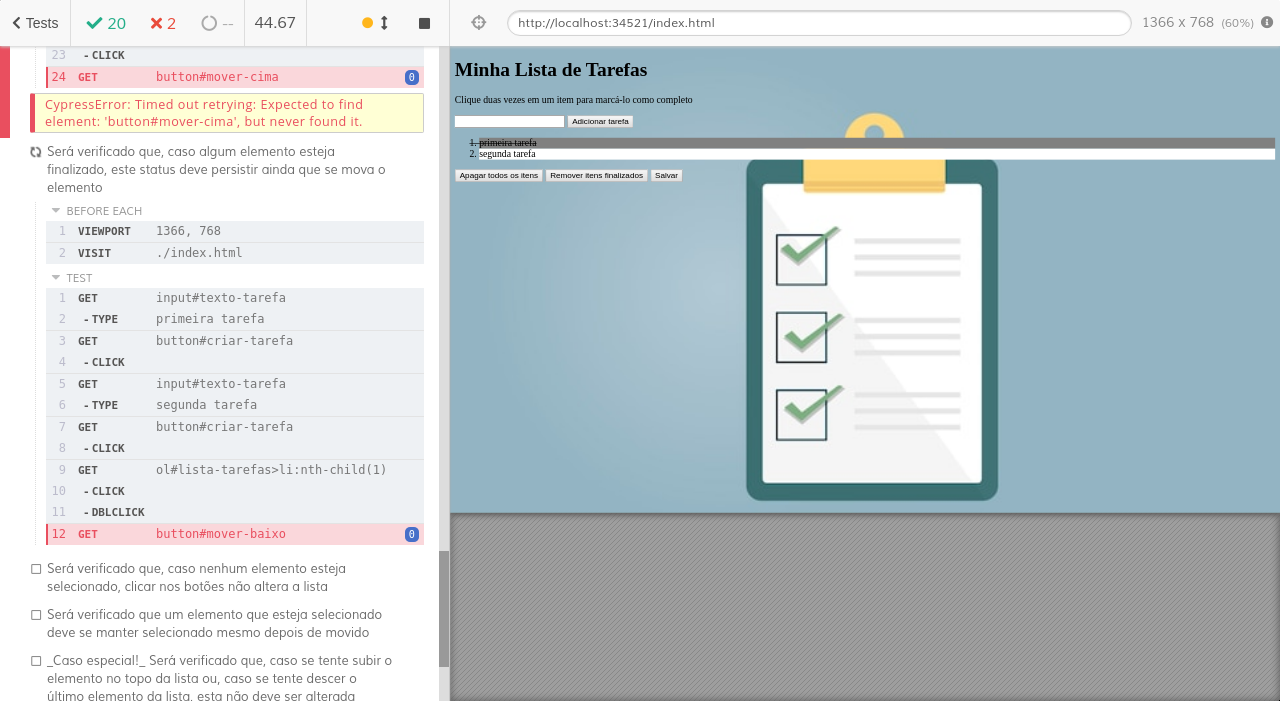 Tests
20
2
--
44.67
http://localhost:34521/index.html
1366 x 768 (60%)
23 - CLICK
24 GET button#mover-cima 0
CypressError: Timed out retrying: Expected to find
element: 'button#mover-cima', but never found it.
Será verificado que, caso algum elemento esteja
finalizado, este status deve persistir ainda que se mova o
elemento
BEFORE EACH
1 VIEWPORT 1366, 768
2 VISIT ./index.html
TEST
1 GET input#texto-tarefa
2 - TYPE primeira tarefa
3 GET button#criar-tarefa
4 - CLICK
5 GET input#texto-tarefa
6 - TYPE segunda tarefa
7 GET button#criar-tarefa
8 - CLICK
9 GET ol#lista-tarefas>li:nth-child(1)
10 - CLICK
11 - DBLCLICK
12 GET button#mover-baixo 0
Será verificado que, caso nenhum elemento esteja
selecionado, clicar nos botões não altera a lista
Será verificado que um elemento que esteja selecionado
deve se manter selecionado mesmo depois de movido
_Caso especial!_ Será verificado que, caso se tente subir o
elemento no topo da lista ou, caso se tente descer o
último elemento da lista, esta não deve ser alterada
Minha Lista de Tarefas
Clique duas vezes em um item para marcá-lo como completo
Adicionar tarefa
1. primeira tarefa
2. segunda tarefa
Apagar todos os itens Remover itens finalizados Salvar